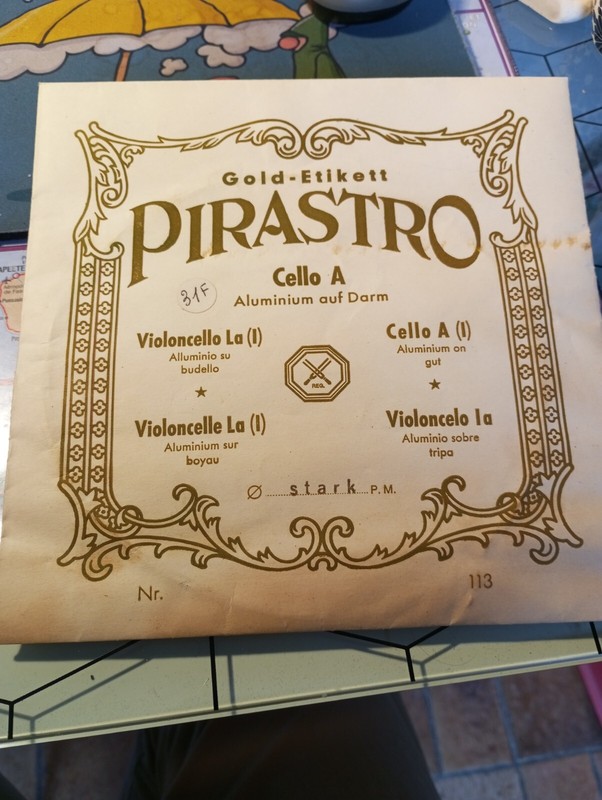 Gold-Etikett
PIRASTRO
Cello A
Aluminium auf Darm
31F
Violoncello La (I)
Alluminio su
budello
Cello A (I)
Aluminium on
gut
REG.
Violoncelle La (I)
Aluminium sur
boyau
Violoncelo 1a
Aluminio sobre
tripa
Ø stark P.M.
Nr. 113